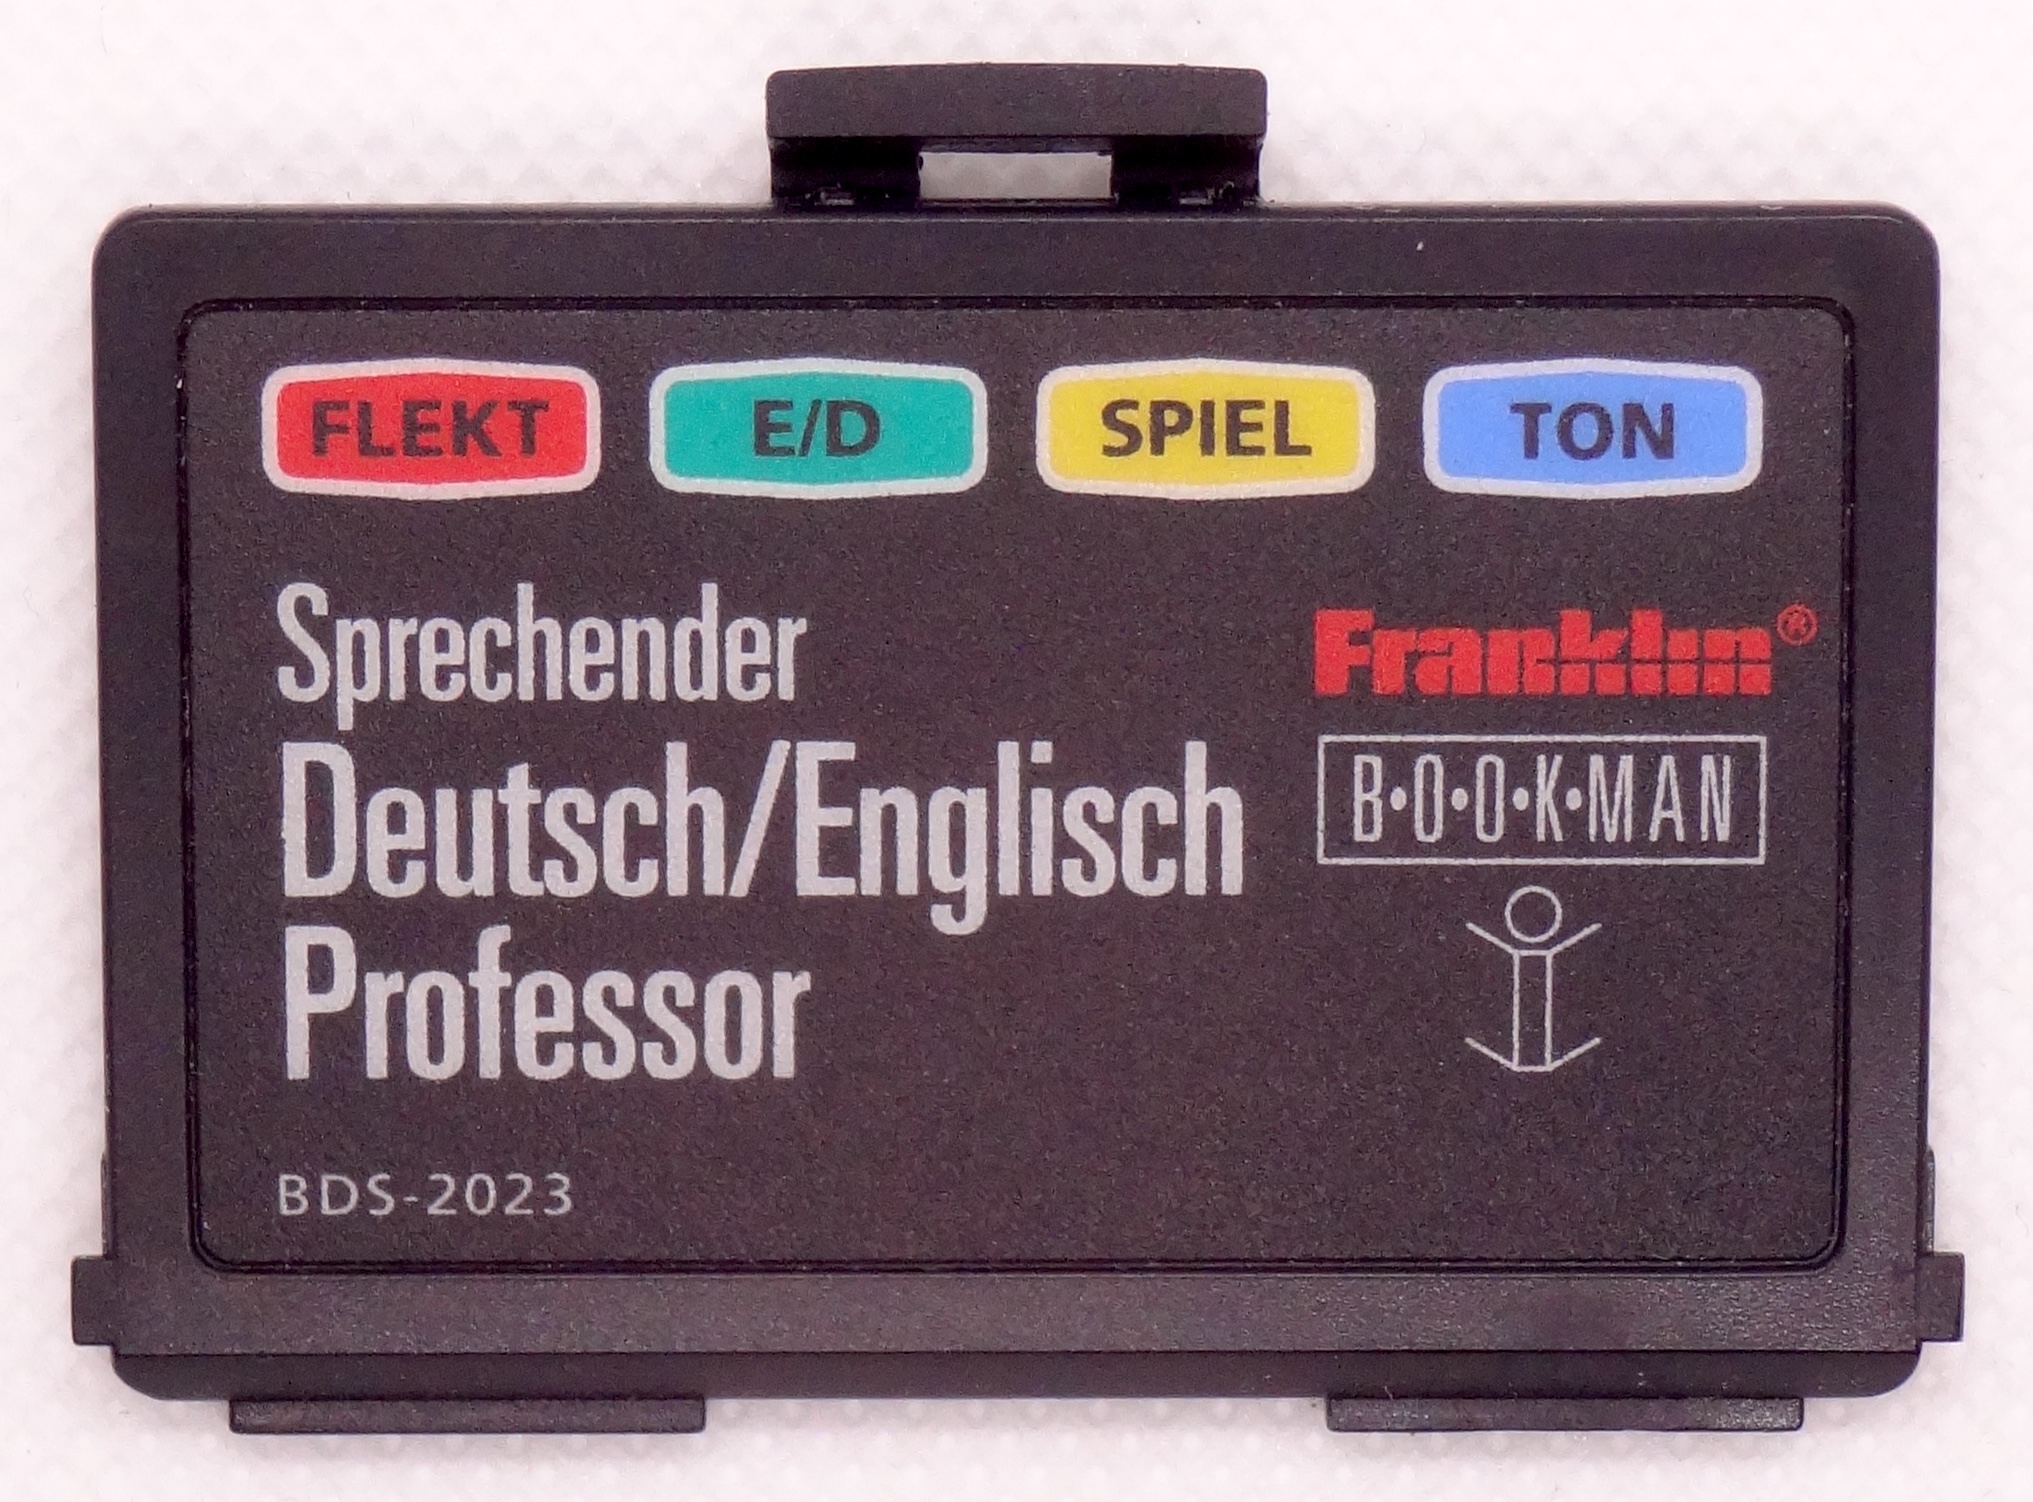 FLEKT E/D SPIEL TON
Sprechender
Deutsch/Englisch
Professor
Franklin®
B•O•O•K•MAN
BDS-2023